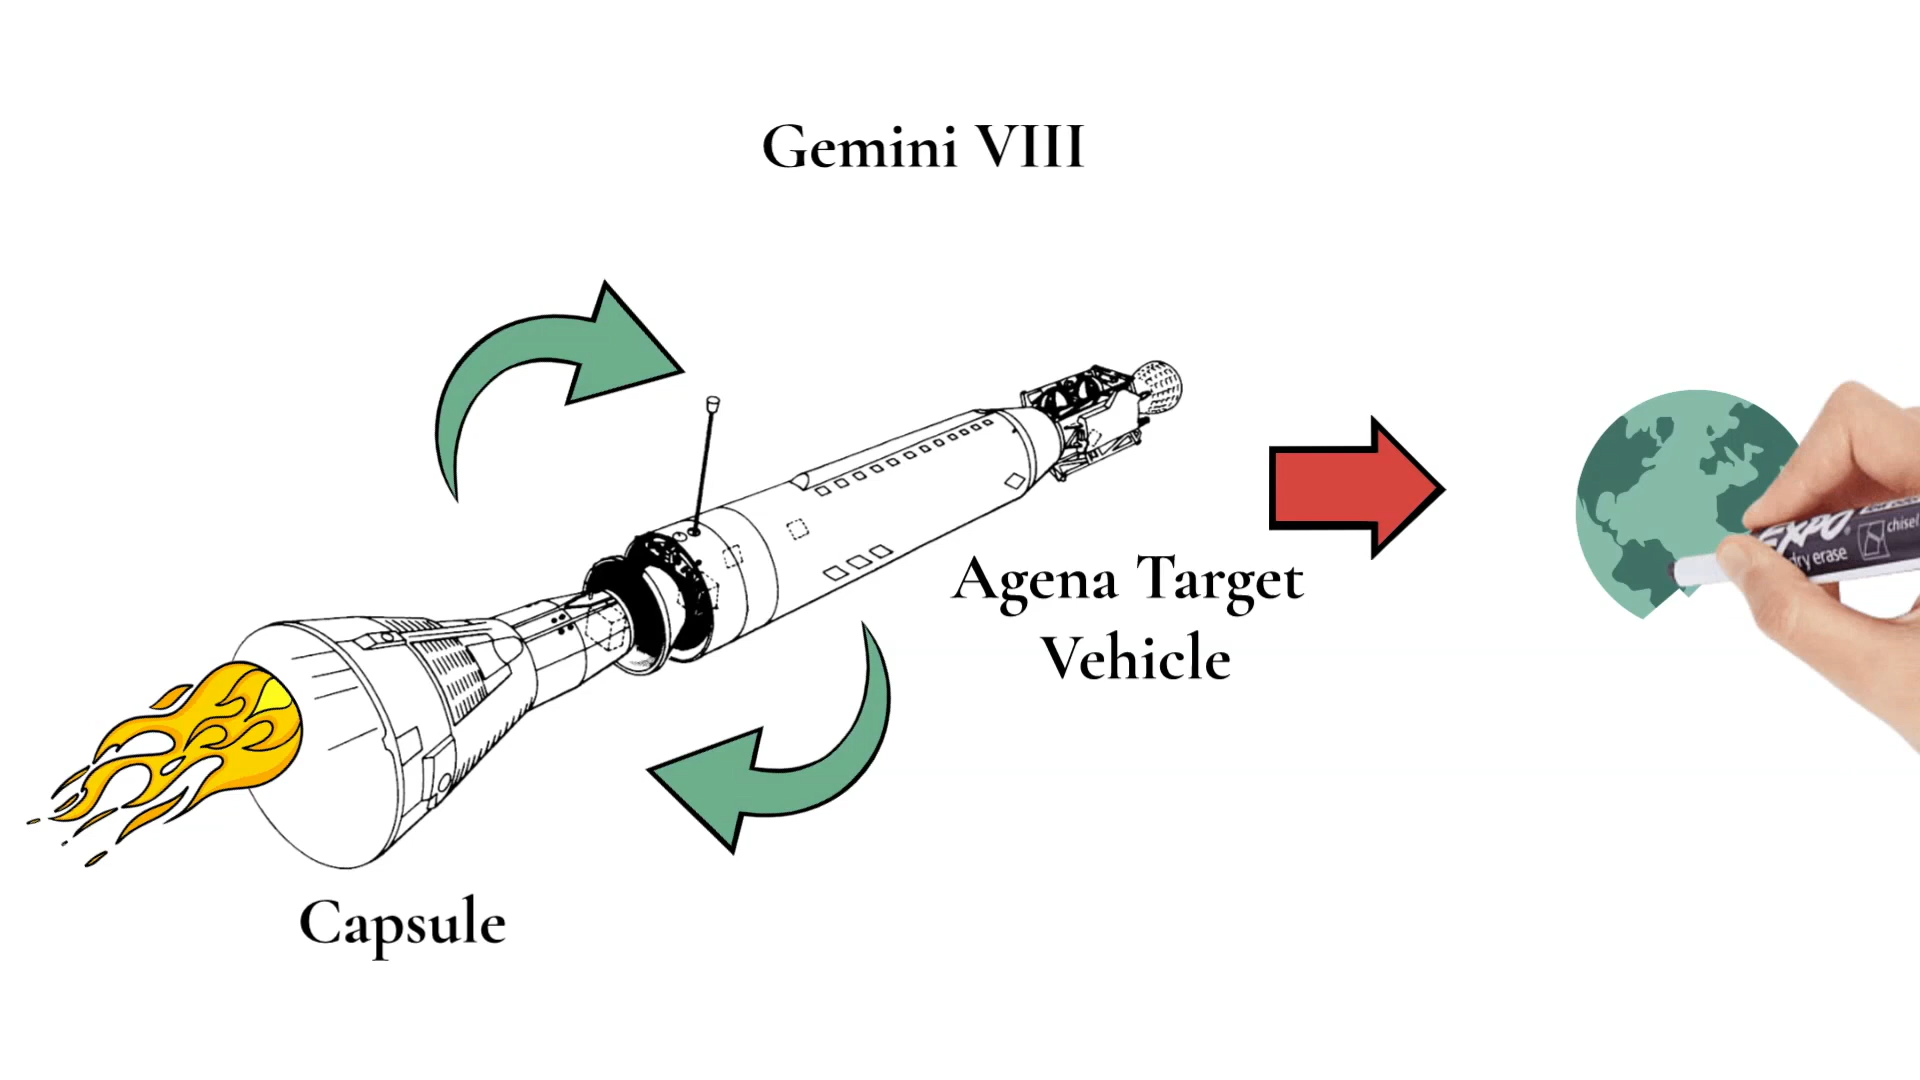 Gemini VIII
Agena Target
Vehicle
Capsule
EXPO
dry erase
chisel